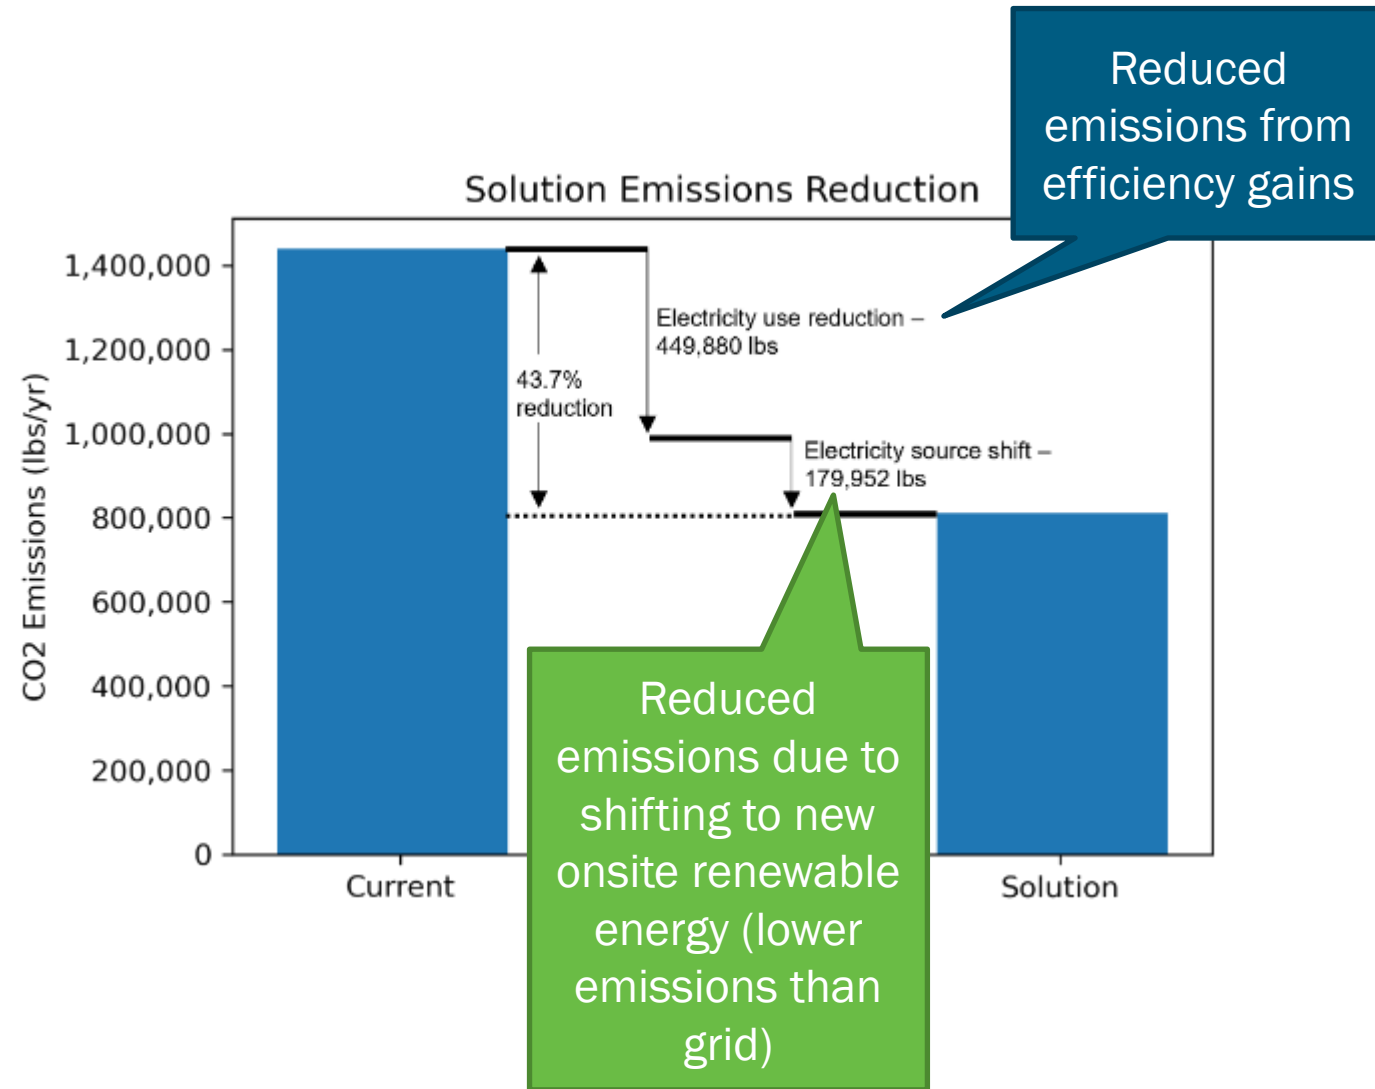 Reduced
emissions from
efficiency gains
Solution Emissions Reduction
CO2 Emissions (lbs/yr)
1,400,000
1,200,000
1,000,000
800,000
600,000
400,000
200,000
0
Electricity use reduction –
449,880 lbs
43.7%
reduction
Electricity source shift –
179,952 lbs
Reduced
emissions due to
shifting to new
onsite renewable
energy (lower
emissions than
grid)
Current
Solution